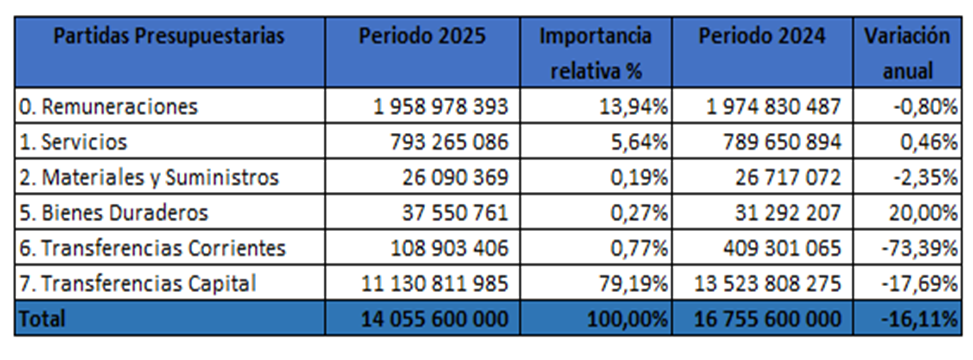 Partidas Presupuestarias Periodo 2025 Importancia relativa % Periodo 2024 Variación anual
0. Remuneraciones 1 958 978 393 13,94% 1 974 830 487 -0,80%
1. Servicios 793 265 086 5,64% 789 650 894 0,46%
2. Materiales y Suministros 26 090 369 0,19% 26 717 072 -2,35%
5. Bienes Duraderos 37 550 761 0,27% 31 292 207 20,00%
6. Transferencias Corrientes 108 903 406 0,77% 409 301 065 -73,39%
7. Transferencias Capital 11 130 811 985 79,19% 13 523 808 275 -17,69%
Total 14 055 600 000 100,00% 16 755 600 000 -16,11%